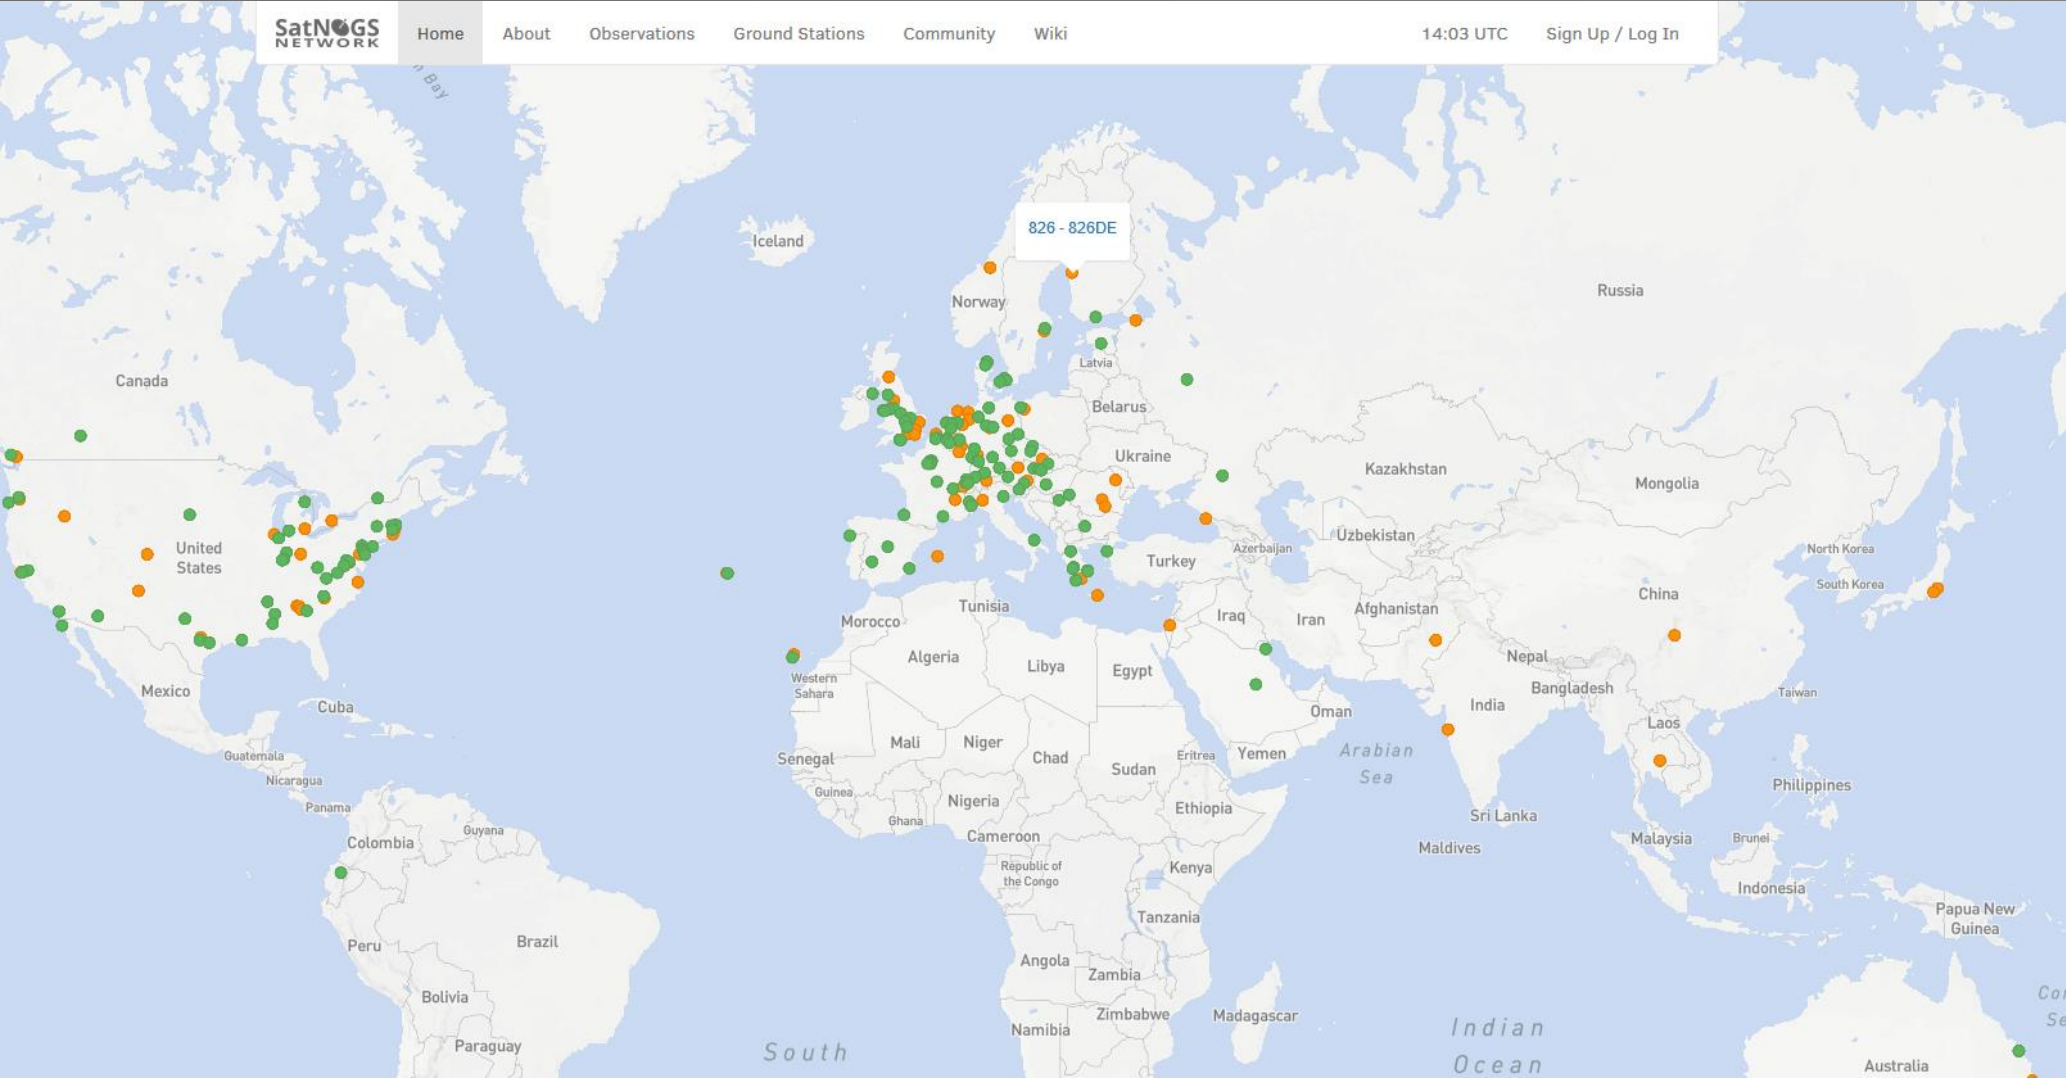 SatNOGS
NETWORK
Home
About
Observations
Ground Stations
Community
Wiki
14:03 UTC
Sign Up / Log In
Bay
826 - 826DE
Iceland
Norway
Russia
Latvia
Canada
Belarus
Ukraine
Kazakhstan
Mongolia
United
States
Uzbekistan
Azerbaijan
Turkey
North Korea
South Korea
China
Tunisia
Morocco
Iraq
Iran
Afghanistan
Algeria
Libya
Egypt
Nepal
Western
Sahara
Mexico
Cuba
Bangladesh
Taiwan
India
Oman
Laos
Mali
Niger
Chad
Sudan
Eritrea
Yemen
Arabian
Sea
Guatemala
Senegal
Nicaragua
Guinea
Nigeria
Ethiopia
Philippines
Panama
Ghana
Sri Lanka
Guyana
Colombia
Cameroon
Malaysia
Brunei
Maldives
Republic of
the Congo
Kenya
Indonesia
Tanzania
Papua New
Guinea
Peru
Brazil
Angola
Zambia
Bolivia
Zimbabwe
Madagascar
Namibia
Indian
Ocean
Paraguay
South
Australia